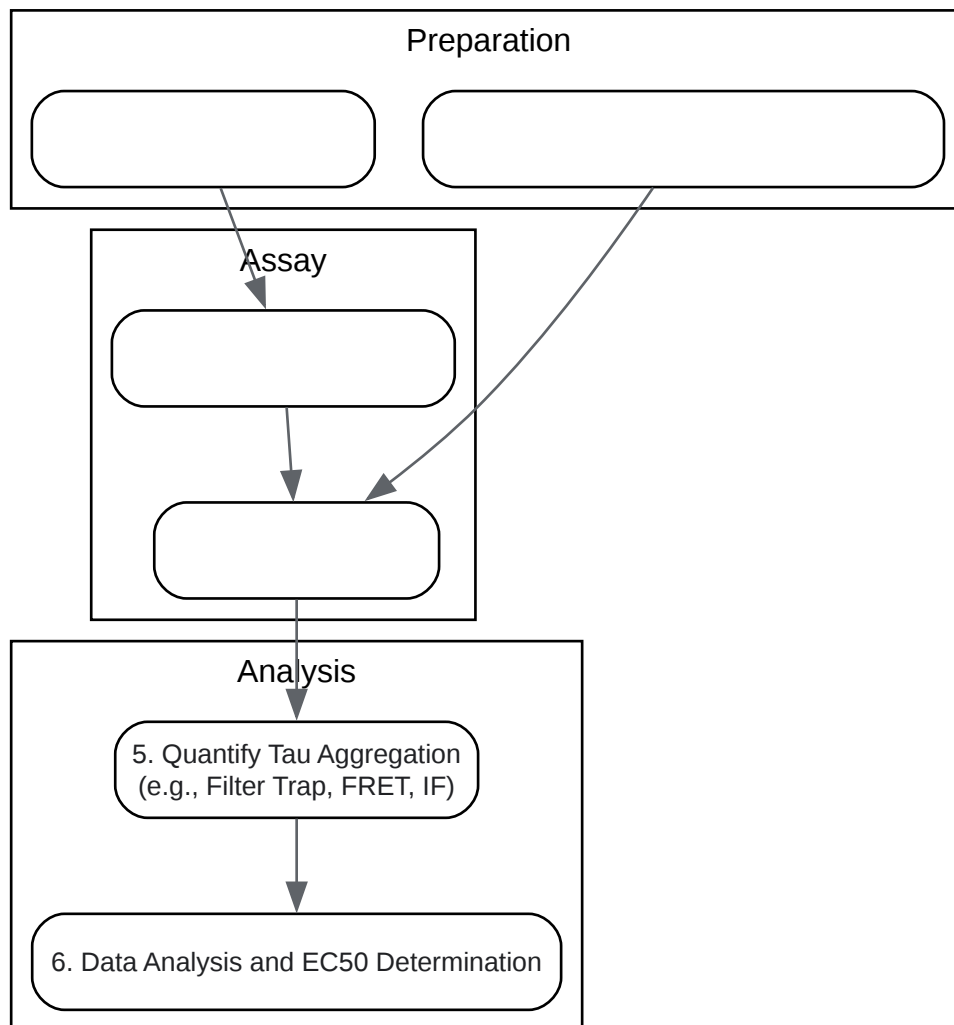 Preparation
Assay
Analysis
5. Quantify Tau Aggregation
(e.g., Filter Trap, FRET, IF)
6. Data Analysis and EC50 Determination